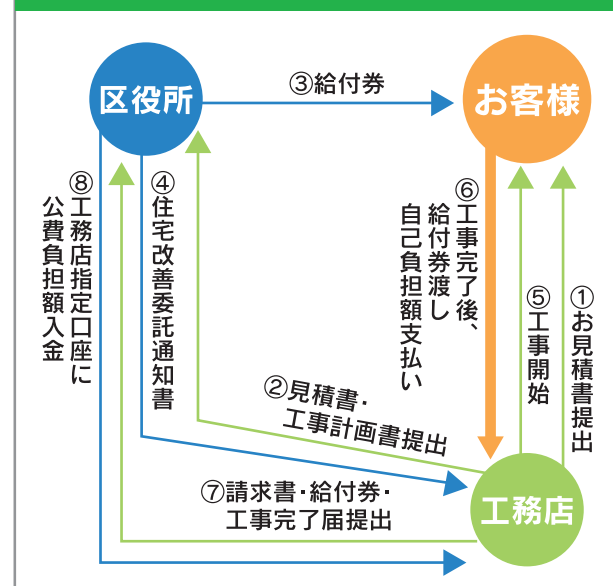 区役所
③給付券
お客様
⑧工務店指定口座に
公費負担額入金
④住宅改善委託通知書
⑥工事完了後、
給付券渡し
自己負担額支払い
⑤工事開始
①お見積書提出
②見積書・
工事計画書提出
⑦請求書・給付券・
工事完了届提出
工務店